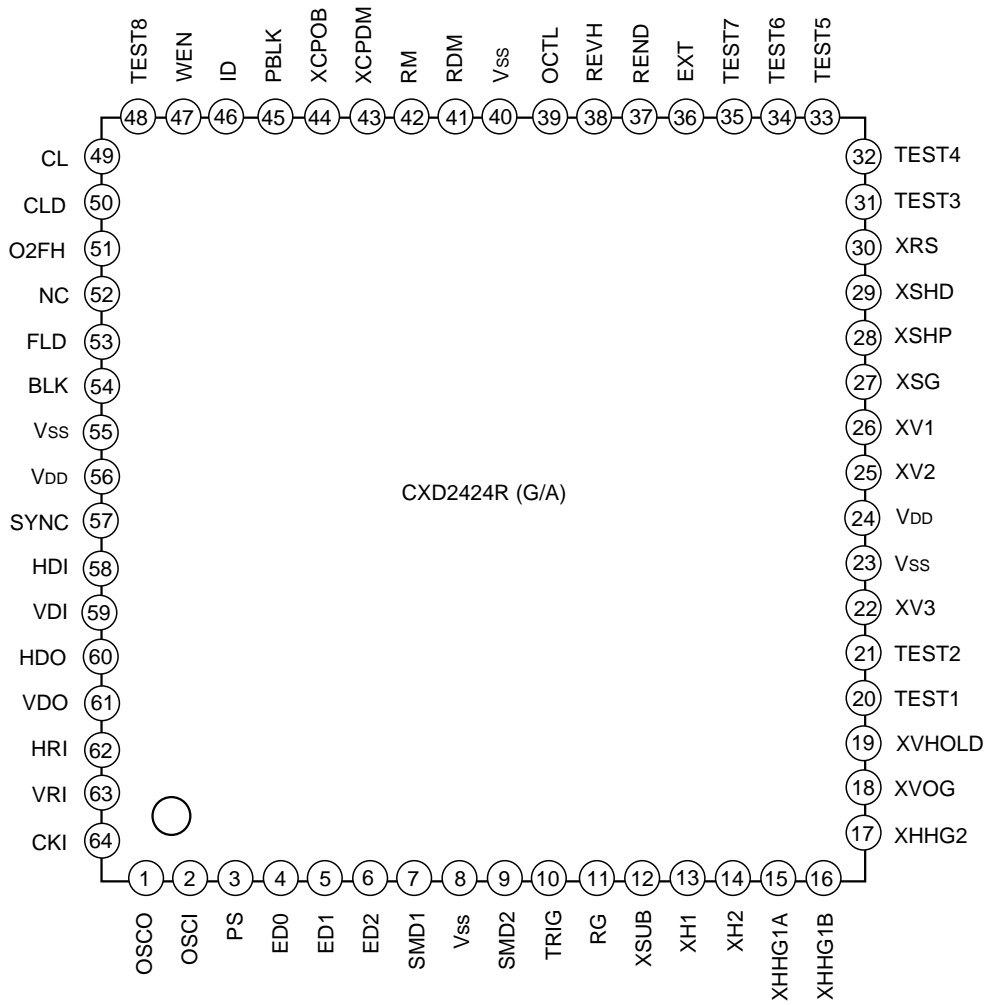 TEST8 WEN ID PBLK XCPOB XCPDM RM RDM Vss OCTL REVH REND EXT TEST7 TEST6 TEST5
48 47 46 45 44 43 42 41 40 39 38 37 36 35 34 33
CL 49 32 TEST4
CLD 50 31 TEST3
O2FH 51 30 XRS
NC 52 29 XSHD
FLD 53 28 XSHP
BLK 54 27 XSG
Vss 55 26 XV1
VDD 56 25 XV2
CXD2424R (G/A)
SYNC 57 24 VDD
HDI 58 23 Vss
VDI 59 22 XV3
HDO 60 21 TEST2
VDO 61 20 TEST1
HRI 62 19 XVHOLD
VRI 63 18 XVOG
CKI 64 17 XHHG2
1 2 3 4 5 6 7 8 9 10 11 12 13 14 15 16
OSCO OSCI PS ED0 ED1 ED2 SMD1 Vss SMD2 TRIG RG XSUB XH1 XH2 XHHG1A XHHG1B